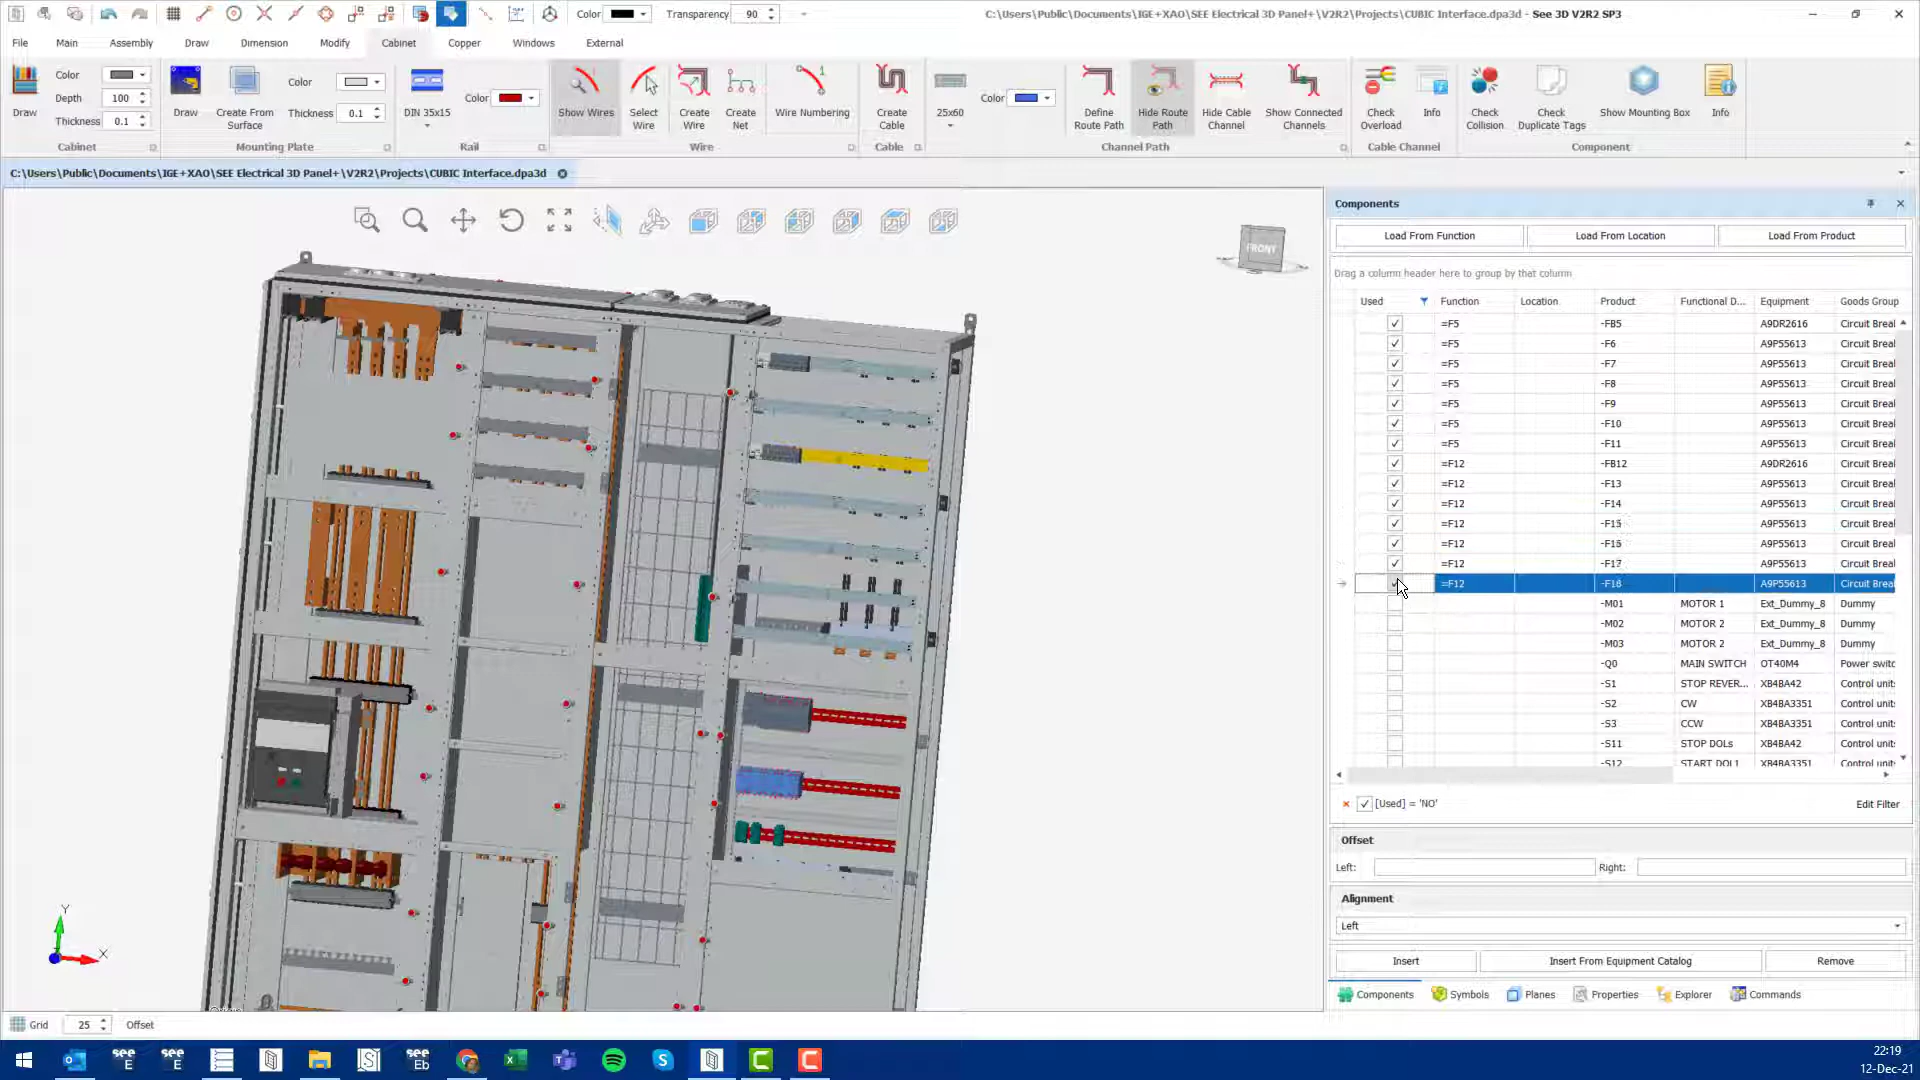 Color
Transparency 90
C:\Users\Public\Documents\IGE+XAO\SEE Electrical 3D Panel+\V2R2\Projects\CUBIC Interface.dpa3d - See 3D V2R2 SP3
File Main Assembly Draw Dimension Modify Cabinet Copper Windows External
Color
Depth 100
Thickness 0.1
Draw
Cabinet
Draw
Create From Surface
Color
Thickness 0.1
Mounting Plate
DIN 35x15
Color
Rail
Show Wires
Select Wire
Create Wire
Create Net
Wire Numbering
Wire
Create Cable
Cable
25x60
Color
Define Route Path
Hide Route Path
Hide Cable Channel
Show Connected Channels
Channel Path
Check Overload
Info
Cable Channel
Check Collision
Check Duplicate Tags
Show Mounting Box
Info
Component
C:\Users\Public\Documents\IGE+XAO\SEE Electrical 3D Panel+\V2R2\Projects\CUBIC Interface.dpa3d
FRONT
Y
X
Components
Load From Function Load From Location Load From Product
Drag a column header here to group by that column
Used Function Location Product Functional D... Equipment Goods Group
=F5 -FB5 A9DR2616 Circuit Breal
=F5 -F6 A9P55613 Circuit Breal
=F5 -F7 A9P55613 Circuit Breal
=F5 -F8 A9P55613 Circuit Breal
=F5 -F9 A9P55613 Circuit Breal
=F5 -F10 A9P55613 Circuit Breal
=F5 -F11 A9P55613 Circuit Breal
=F12 -FB12 A9DR2616 Circuit Breal
=F12 -F13 A9P55613 Circuit Breal
=F12 -F14 A9P55613 Circuit Breal
=F12 -F15 A9P55613 Circuit Breal
=F12 -F16 A9P55613 Circuit Breal
=F12 -F17 A9P55613 Circuit Breal
=F12 -F18 A9P55613 Circuit Breal
-M01 MOTOR 1 Ext_Dummy_8 Dummy
-M02 MOTOR 2 Ext_Dummy_8 Dummy
-M03 MOTOR 2 Ext_Dummy_8 Dummy
-Q0 MAIN SWITCH OT40M4 Power switc
-S1 STOP REVER... XB4BA42 Control unit:
-S2 CW XB4BA3351 Control unit:
-S3 CCW XB4BA3351 Control unit:
-S11 STOP DOLs XB4BA42 Control unit:
-S12 START DOL1 XB4BA3351 Control unit:
[Used] = 'NO' Edit Filter
Offset
Left: Right:
Alignment
Left
Insert Insert From Equipment Catalog Remove
Components Symbols Planes Properties Explorer Commands
Grid 25 Offset
see E
see E
see Eb
22:19
12-Dec-21